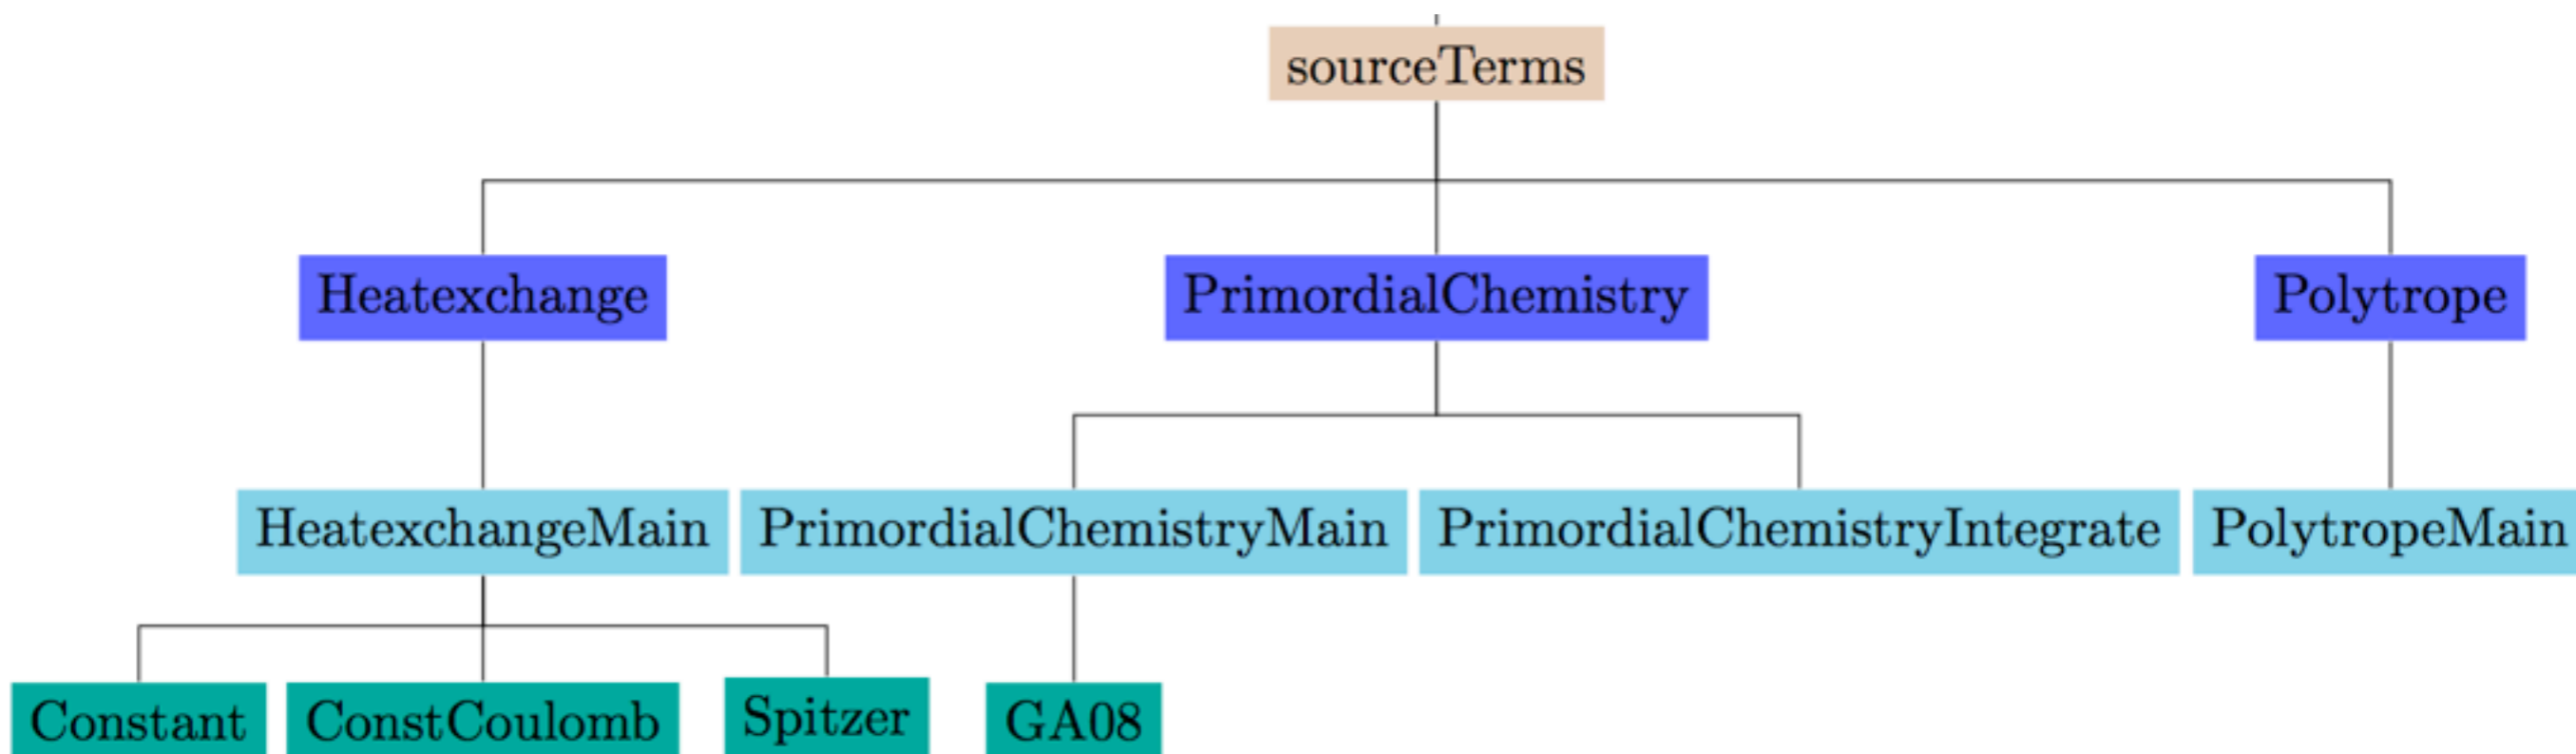 sourceTerms
Heatexchange
PrimordialChemistry
Polytrope
HeatexchangeMain
PrimordialChemistryMain
PrimordialChemistryIntegrate
PolytropeMain
Constant
ConstCoulomb
Spitzer
GA08